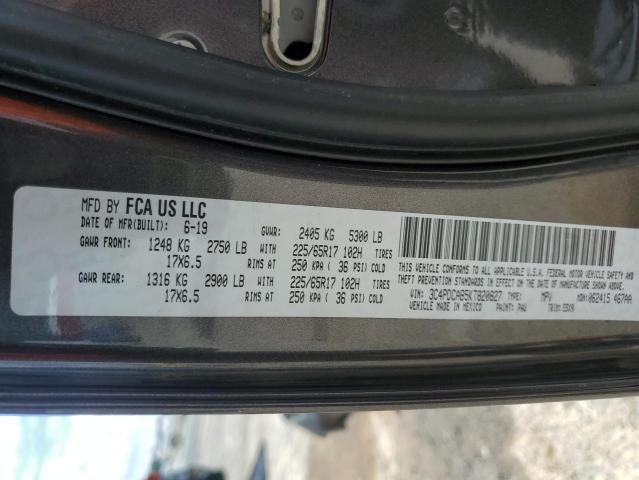 MFD BY FCA US LLC
DATE OF MFR(BUILT): 6-19 GVWR: 2405 KG 5300 LB
GAWR FRONT: 1248 KG 2750 LB WITH 225/65R17 102H TIRES
17X6.5 RIMS AT 250 KPA ( 36 PSI) COLD
GAWR REAR: 1316 KG 2900 LB WITH 225/65R17 102H TIRES
17X6.5 RIMS AT 250 KPA ( 36 PSI) COLD
THIS VEHICLE CONFORMS TO ALL APPLICABLE U.S.A. FEDERAL MOTOR VEHICLE SAFETY AND
THEFT PREVENTION STANDARDS IN EFFECT ON THE DATE OF MANUFACTURE SHOWN ABOVE.
VIN: 3C4PDCAB5KT820827 TYPE: MPV MDH: 062415 467AA
VEHICLE MADE IN MEXICO PAINT: PAU TRIM: